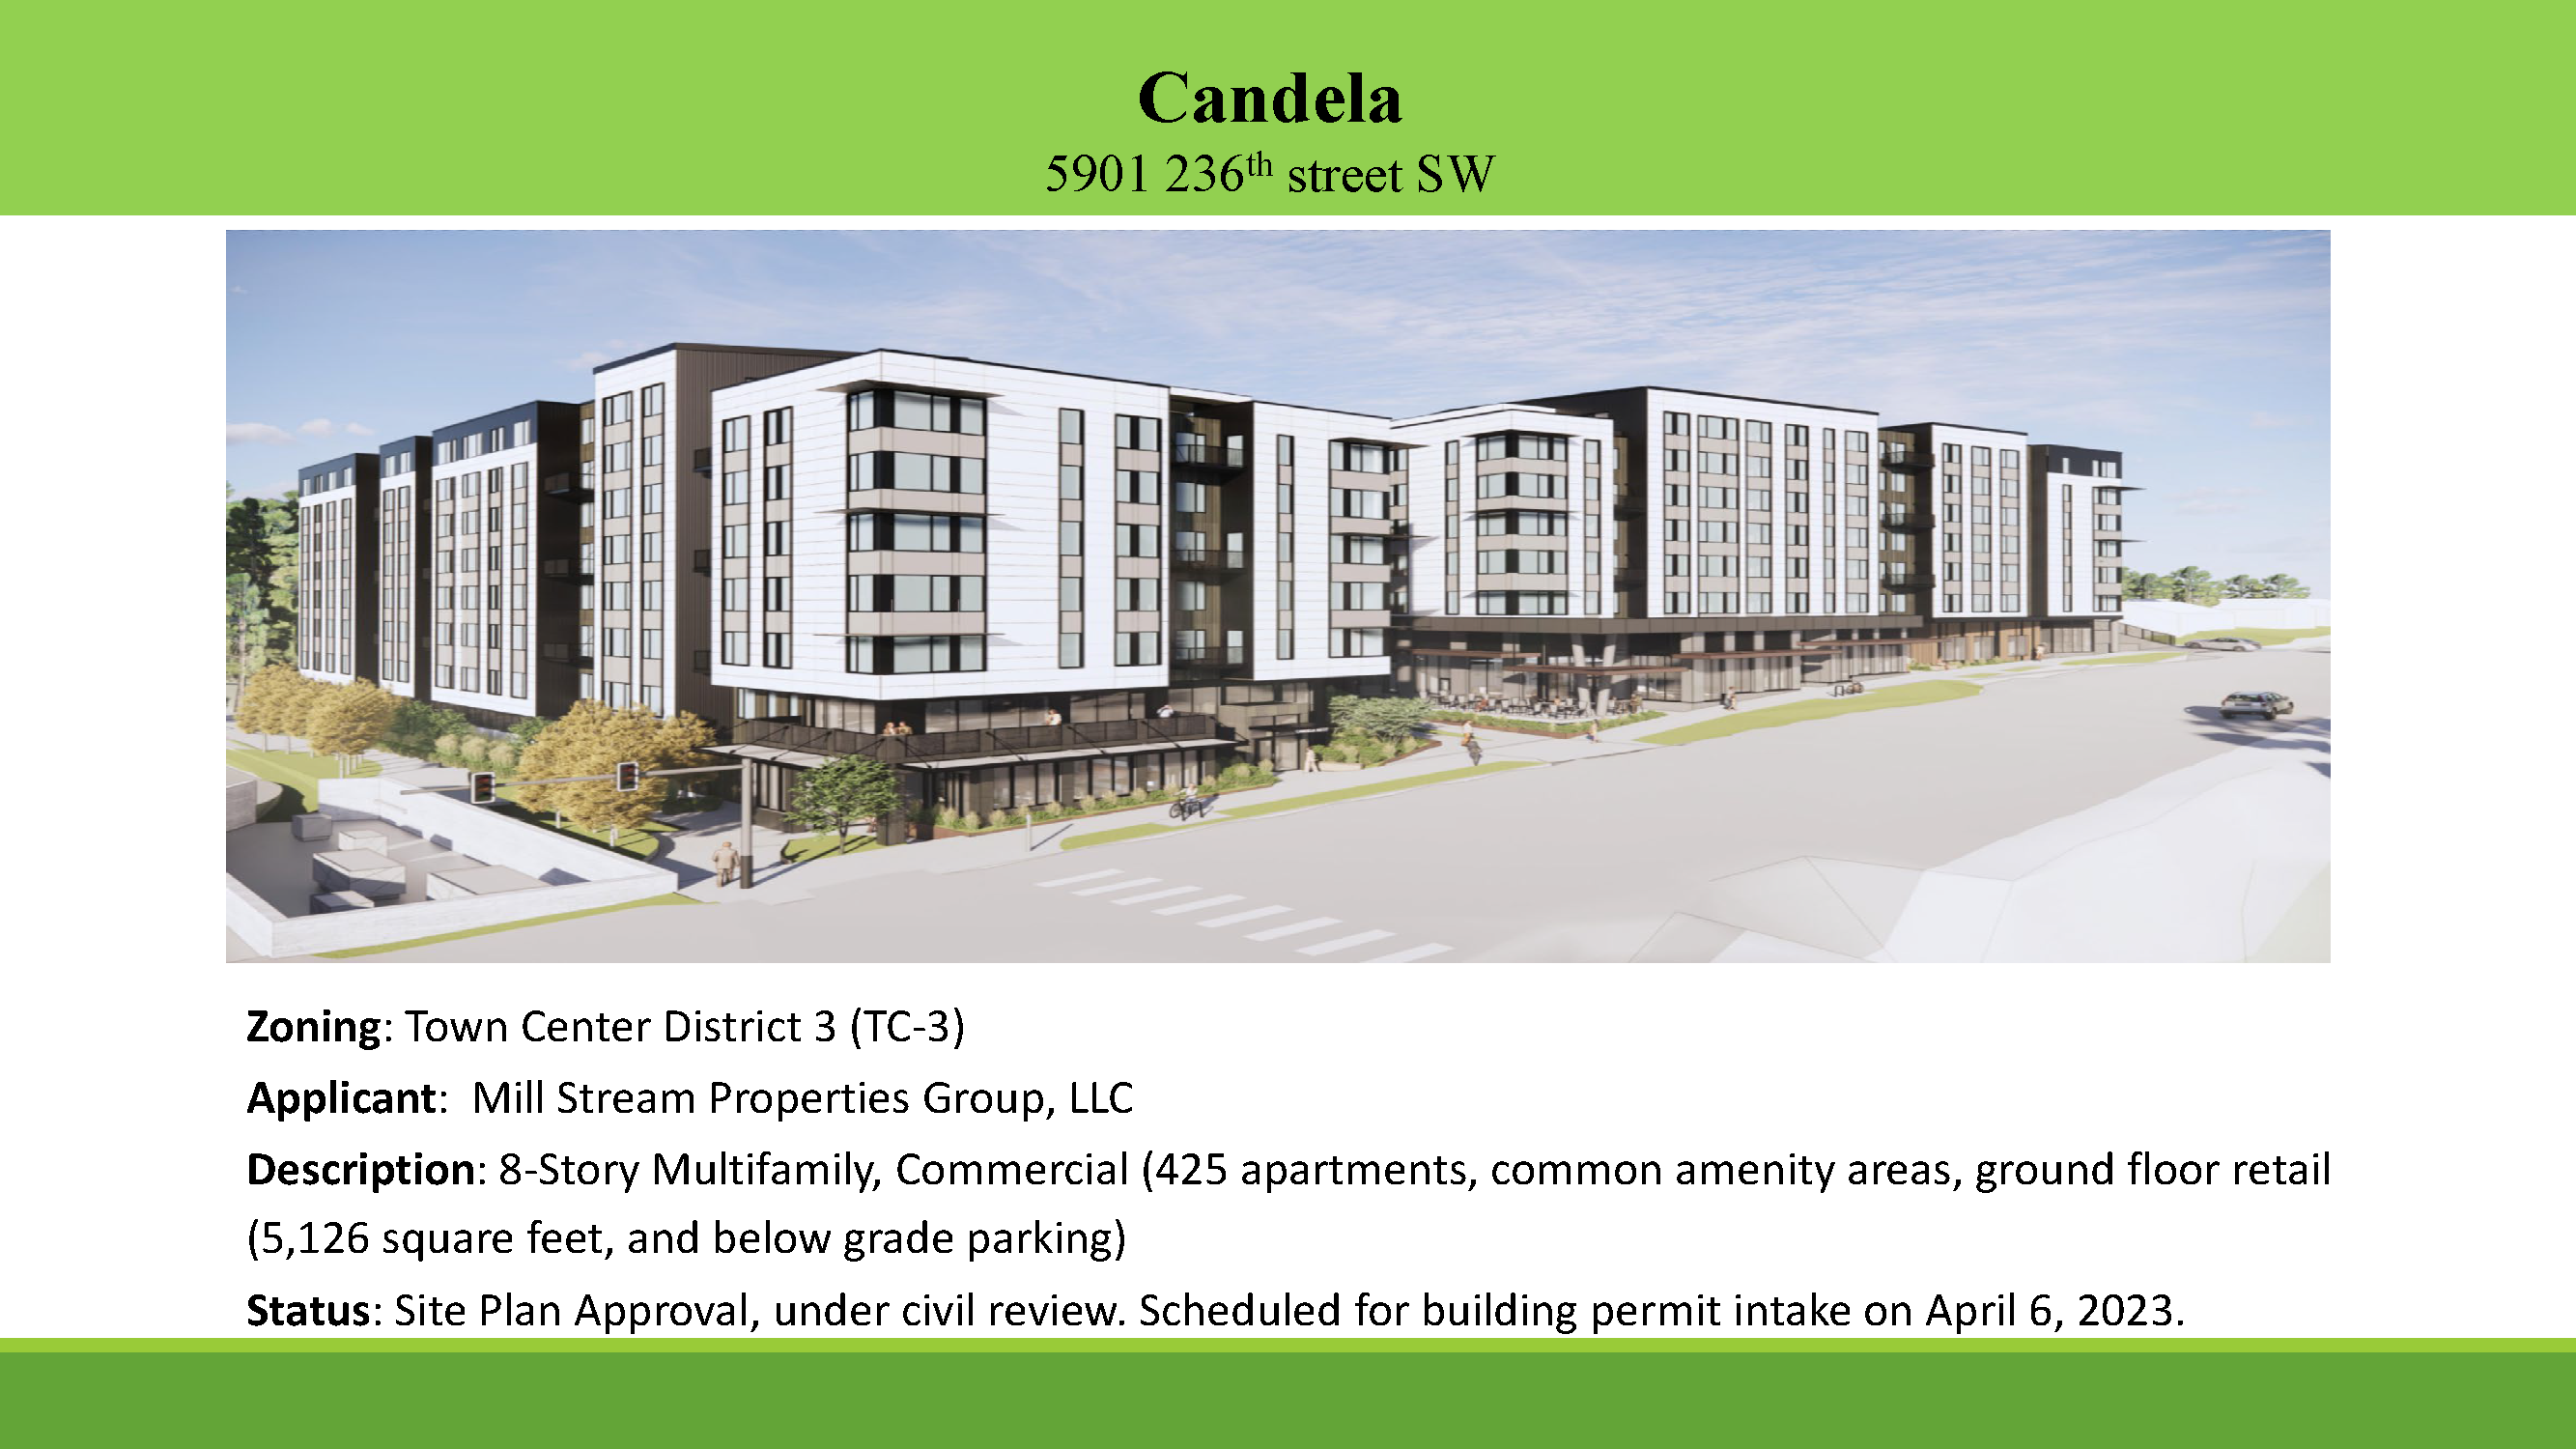 Candela
5901 236th street SW
Zoning: Town Center District 3 (TC-3)
Applicant:  Mill Stream Properties Group, LLC
Description: 8-Story Multifamily, Commercial (425 apartments, common amenity areas, ground floor retail
(5,126 square feet, and below grade parking)
Status: Site Plan Approval, under civil review. Scheduled for building permit intake on April 6, 2023.